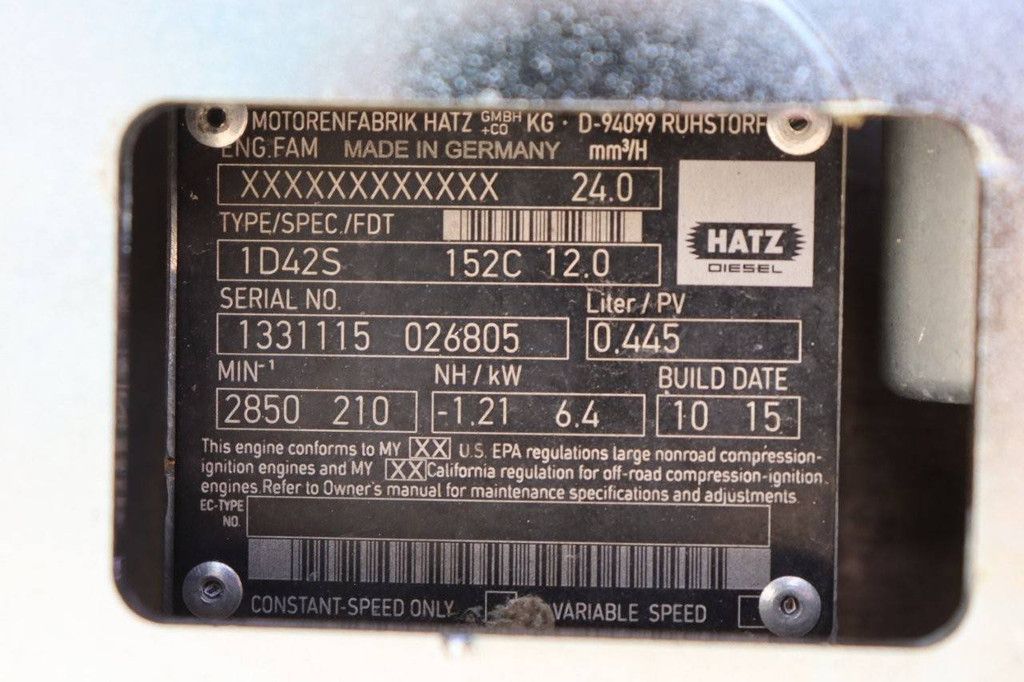 MOTORENFABRIK HATZ GMBH +CO KG · D-94099 RUHSTORF
ENG.FAM MADE IN GERMANY mm³/H
XXXXXXXXXXXX 24.0
TYPE/SPEC./FDT
HATZ
DIESEL
1D42S 152C 12.0
SERIAL NO. Liter / PV
1331115 026805 0.445
MIN⁻¹ NH / kW BUILD DATE
2850 210 -1.21 6.4 10 15
This engine conforms to MY XX U.S. EPA regulations large nonroad compression-
ignition engines and MY XX California regulation for off-road compression-ignition
engines. Refer to Owner's manual for maintenance specifications and adjustments.
EC-TYPE
NO.
CONSTANT-SPEED ONLY VARIABLE SPEED